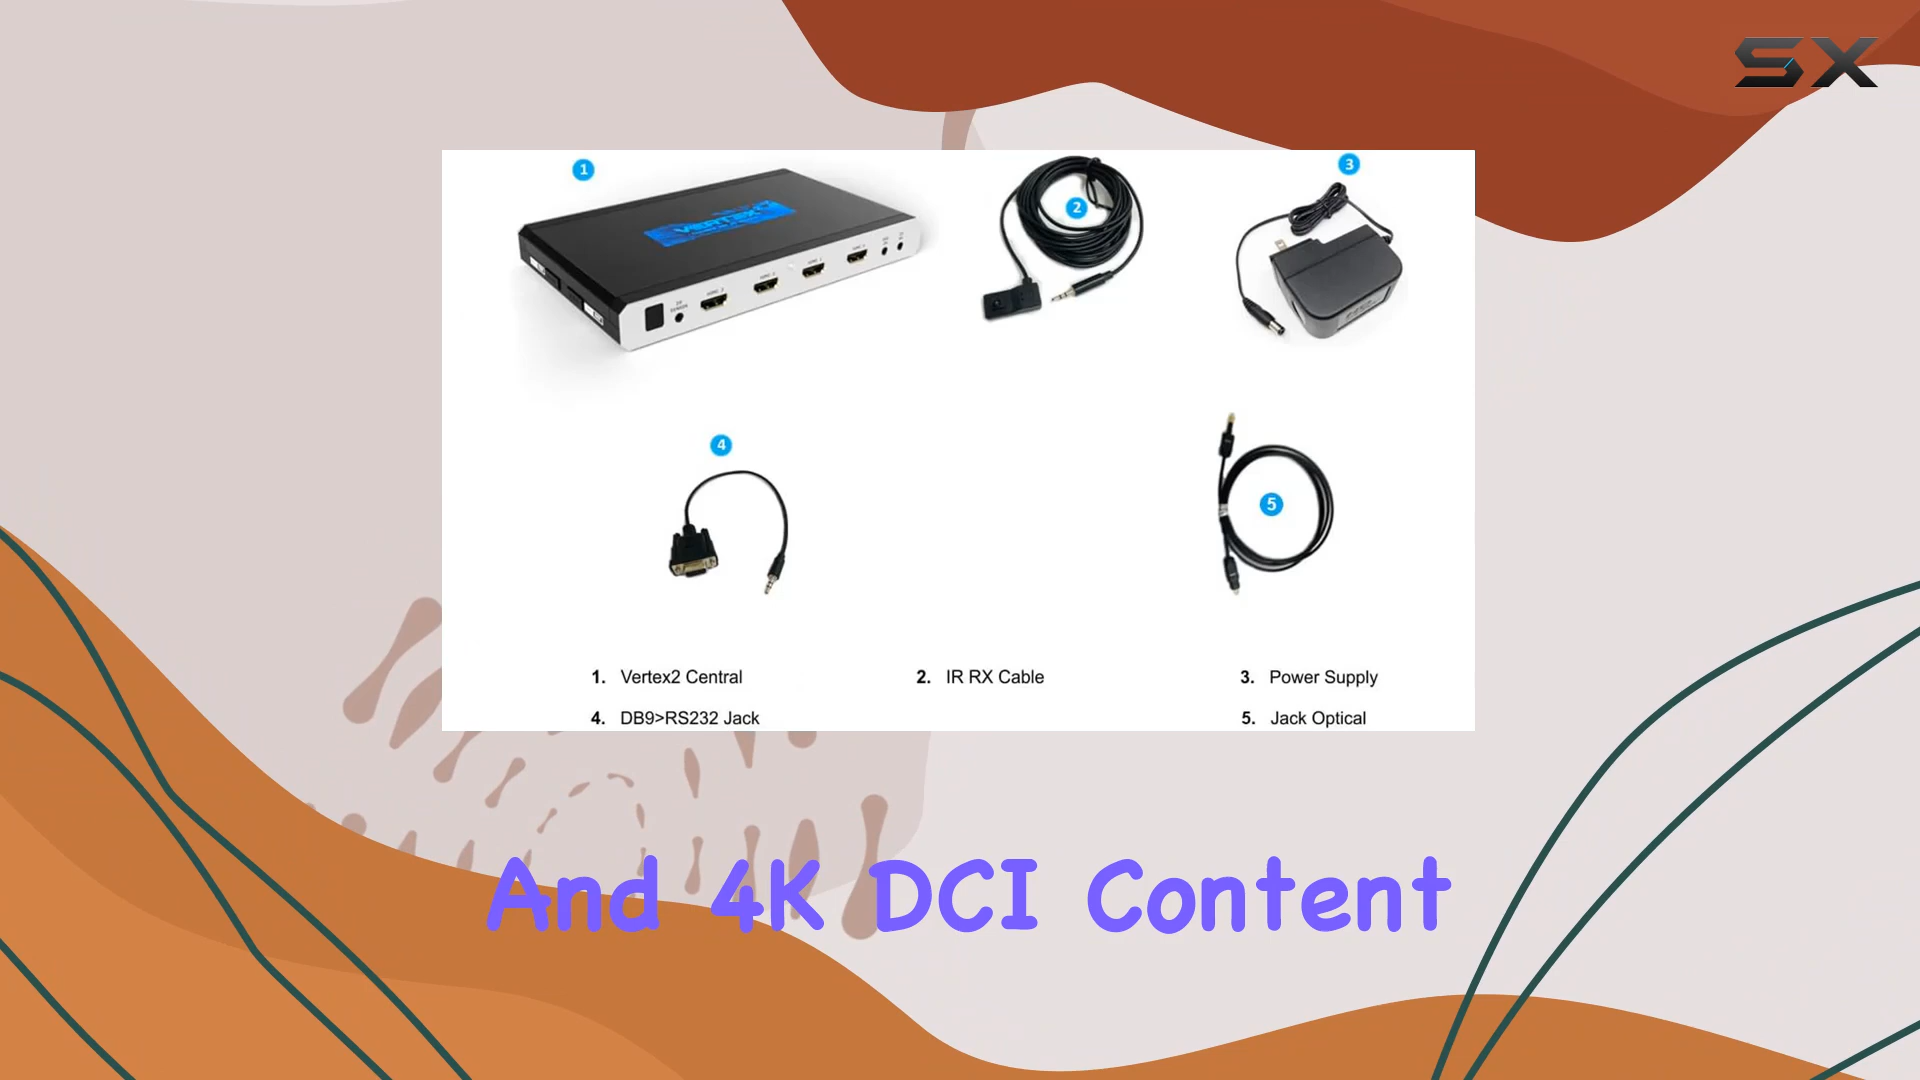 SX
1
2
3
VERTEX²
4
5
1. Vertex2 Central
2. IR RX Cable
3. Power Supply
4. DB9>RS232 Jack
5. Jack Optical
And 4K DCI Content